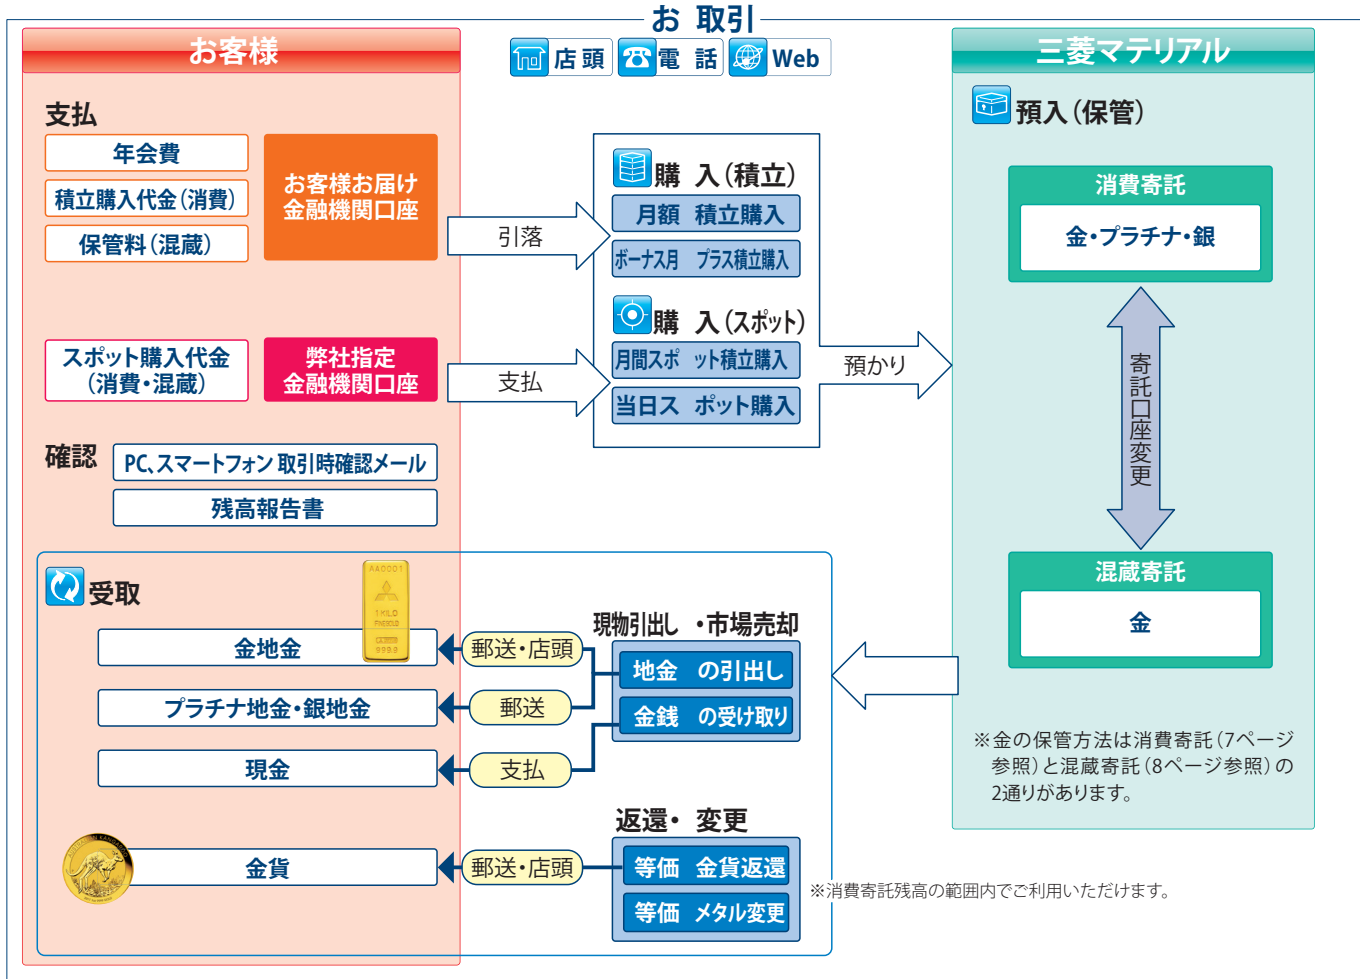 お 取引
店頭
電 話
Web
お客様
支払
年会費
積立購入代金(消費)
保管料(混蔵)
お客様お届け
金融機関口座
引落
スポット購入代金
(消費・混蔵)
弊社指定
金融機関口座
支払
確認
PC、スマートフォン 取引時確認メール
残高報告書
購 入(積立)
月額 積立購入
ボーナス月 プラス積立購入
購 入(スポット)
月間スポ ット積立購入
当日ス ポット購入
預かり
三菱マテリアル
預入(保管)
消費寄託
金・プラチナ・銀
寄託口座変更
混蔵寄託
金
※金の保管方法は消費寄託(7ページ
参照)と混蔵寄託(8ページ参照)の
2通りがあります。
受取
金地金
プラチナ地金・銀地金
現金
金貨
郵送・店頭
郵送
支払
郵送・店頭
現物引出し ・市場売却
地金 の引出し
金銭 の受け取り
返還・ 変更
等価 金貨返還
等価 メタル変更
※消費寄託残高の範囲内でご利用いただけます。
AA0001
1 KILO
FINE GOLD
999.9